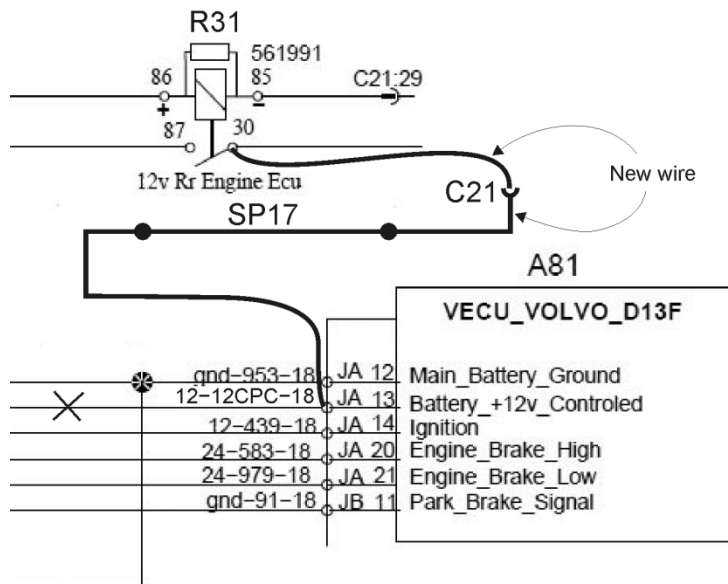 R31
561991
86
85
C21:29
+
-
87
30
12v Rr Engine Ecu
New wire
C21
SP17
A81
VECU_VOLVO_D13F
gnd-953-18 JA 12 Main_Battery_Ground
12-12CPC-18 JA 13 Battery_+12v_Controled
12-439-18 JA 14 Ignition
24-583-18 JA 20 Engine_Brake_High
24-979-18 JA 21 Engine_Brake_Low
gnd-91-18 JB 11 Park_Brake_Signal